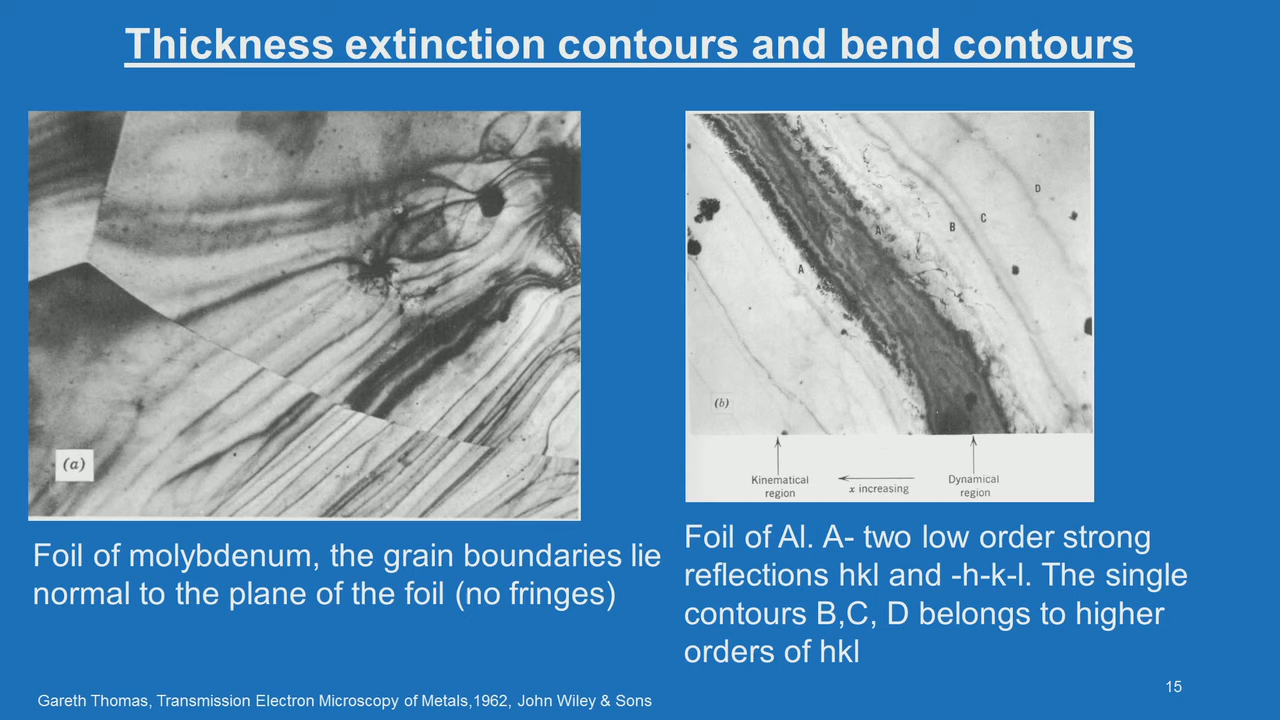 Thickness extinction contours and bend contours
(a)
A
A
B
C
D
(b)
Kinematical
region
x increasing
Dynamical
region
Foil of molybdenum, the grain boundaries lie
normal to the plane of the foil (no fringes)
Foil of Al. A- two low order strong
reflections hkl and -h-k-l. The single
contours B,C, D belongs to higher
orders of hkl
Gareth Thomas, Transmission Electron Microscopy of Metals,1962, John Wiley & Sons
15